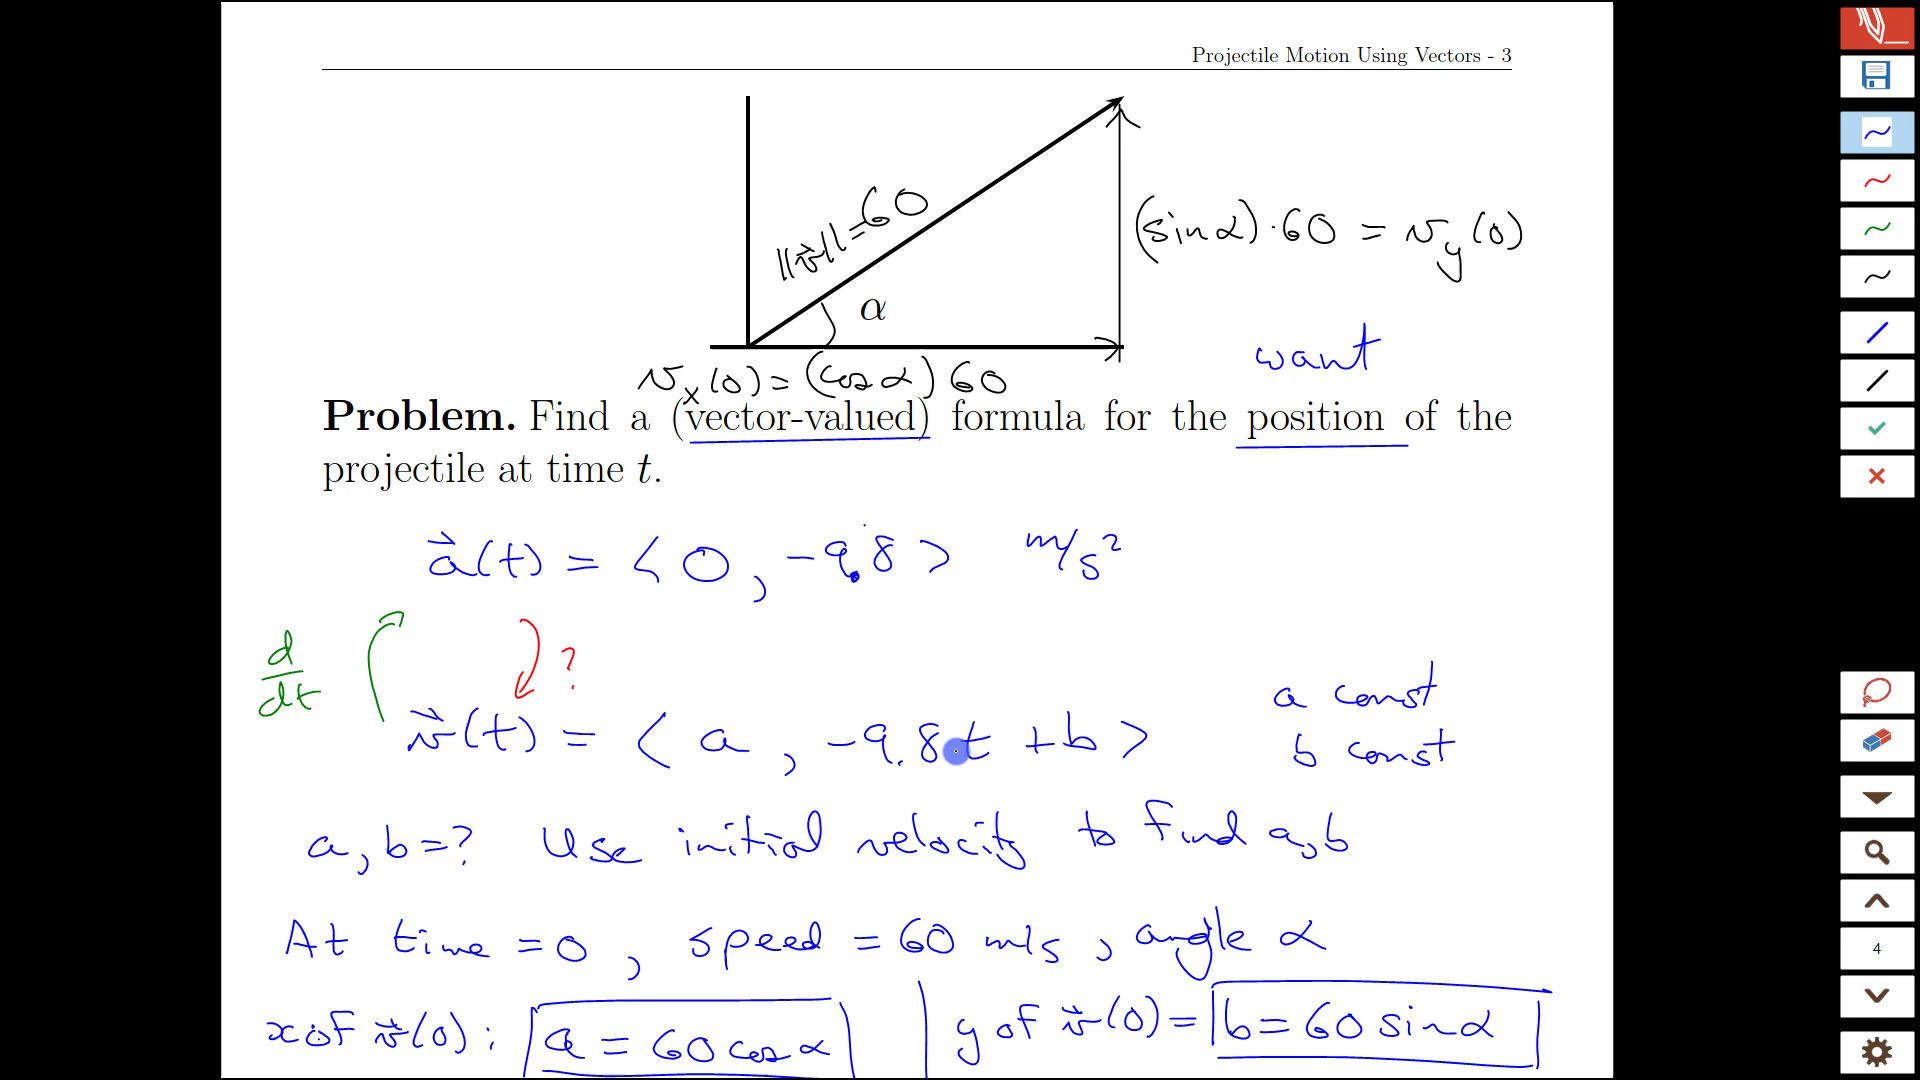 Projectile Motion Using Vectors - 3
||v⃗||=60
(sin α)·60 = v_y(0)
α
want
v_x(0) = (cos α) 60
Problem. Find a (vector-valued) formula for the position of the
projectile at time t.
a⃗(t) = < 0, -9.8 > m/s²
d/dt
?
v⃗(t) = < a, -9.8t + b >
a const
b const
a, b = ? Use initial velocity to find a, b
At time = 0, speed = 60 m/s, angle α
x of v⃗(0): a = 60 cos α | y of v⃗(0) = b = 60 sin α
4